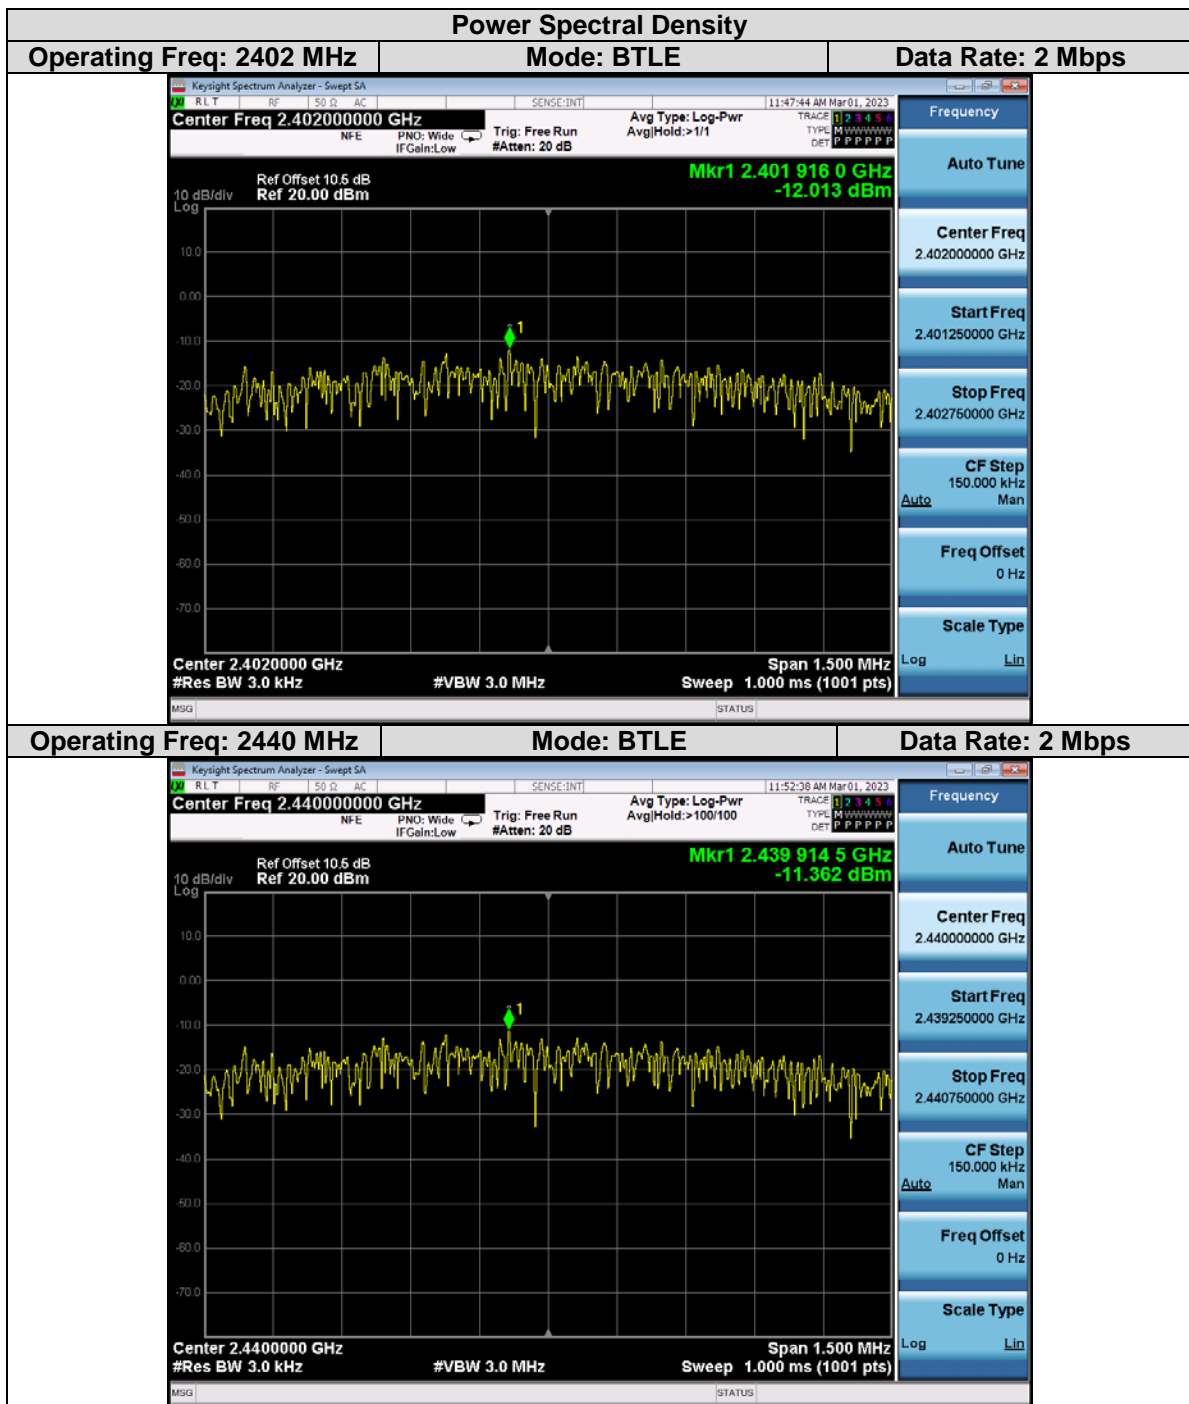 Power Spectral Density
Operating Freq: 2402 MHz Mode: BTLE Data Rate: 2 Mbps
Keysight Spectrum Analyzer - Swept SA
RLT RF 50 Ω AC SENSE:INT 11:47:44 AM Mar 01, 2023
Center Freq 2.402000000 GHz
NFE PNO: Wide IFGain:Low
Trig: Free Run
#Atten: 20 dB
Avg Type: Log-Pwr
Avg|Hold:>1/1
TRACE 1 2 3 4 5 6
TYPE M W W W W W
DET P P P P P P
Ref Offset 10.5 dB
10 dB/div Ref 20.00 dBm
Log
Mkr1 2.401 916 0 GHz
-12.013 dBm
10.0
0.00
-10.0
-20.0
-30.0
-40.0
-50.0
-60.0
-70.0
1
Center 2.4020000 GHz Span 1.500 MHz
#Res BW 3.0 kHz #VBW 3.0 MHz Sweep 1.000 ms (1001 pts)
MSG STATUS
Frequency
Auto Tune
Center Freq
2.402000000 GHz
Start Freq
2.401250000 GHz
Stop Freq
2.402750000 GHz
CF Step
150.000 kHz
Auto Man
Freq Offset
0 Hz
Scale Type
Log Lin
Operating Freq: 2440 MHz Mode: BTLE Data Rate: 2 Mbps
Keysight Spectrum Analyzer - Swept SA
RLT RF 50 Ω AC SENSE:INT 11:52:38 AM Mar 01, 2023
Center Freq 2.440000000 GHz
NFE PNO: Wide IFGain:Low
Trig: Free Run
#Atten: 20 dB
Avg Type: Log-Pwr
Avg|Hold:>100/100
TRACE 1 2 3 4 5 6
TYPE M W W W W W
DET P P P P P P
Ref Offset 10.5 dB
10 dB/div Ref 20.00 dBm
Log
Mkr1 2.439 914 5 GHz
-11.362 dBm
10.0
0.00
-10.0
-20.0
-30.0
-40.0
-50.0
-60.0
-70.0
1
Center 2.4400000 GHz Span 1.500 MHz
#Res BW 3.0 kHz #VBW 3.0 MHz Sweep 1.000 ms (1001 pts)
MSG STATUS
Frequency
Auto Tune
Center Freq
2.440000000 GHz
Start Freq
2.439250000 GHz
Stop Freq
2.440750000 GHz
CF Step
150.000 kHz
Auto Man
Freq Offset
0 Hz
Scale Type
Log Lin